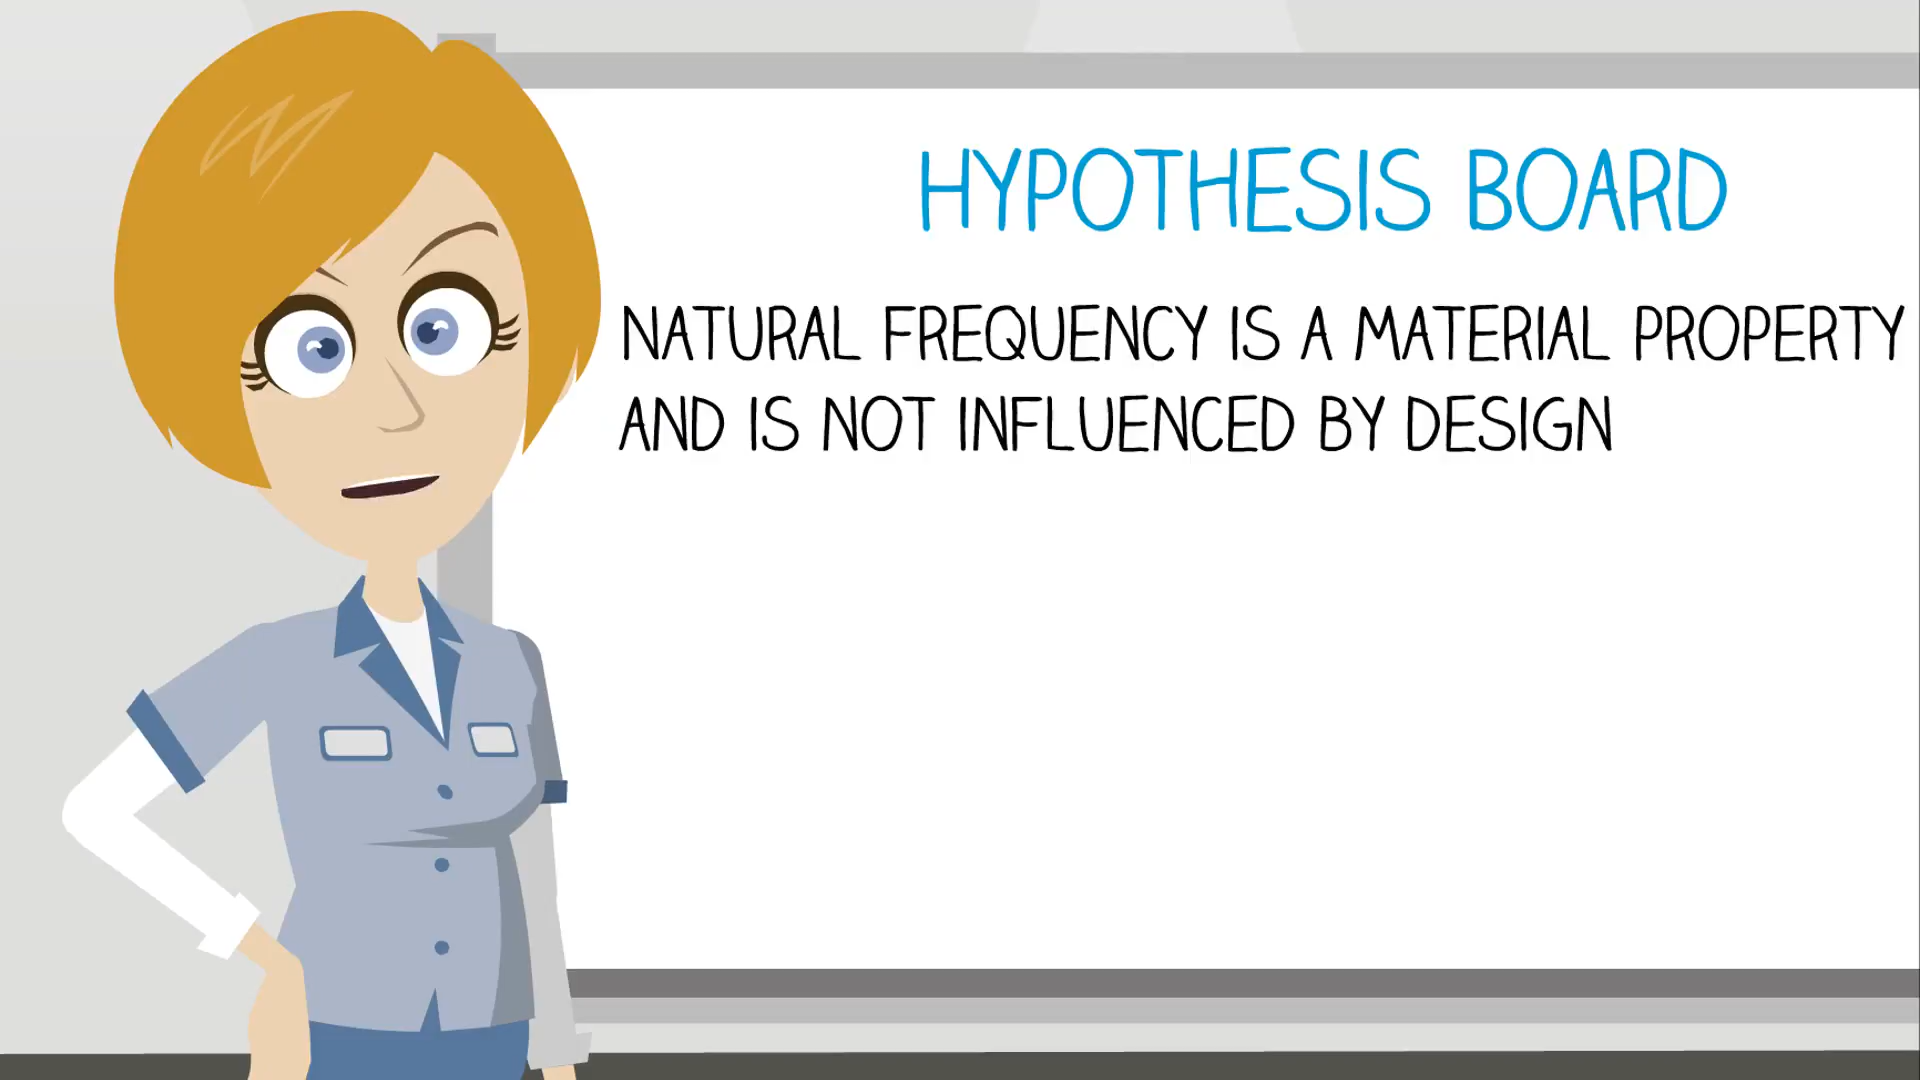 HYPOTHESIS BOARD
NATURAL FREQUENCY IS A MATERIAL PROPERTY
AND IS NOT INFLUENCED BY DESIGN